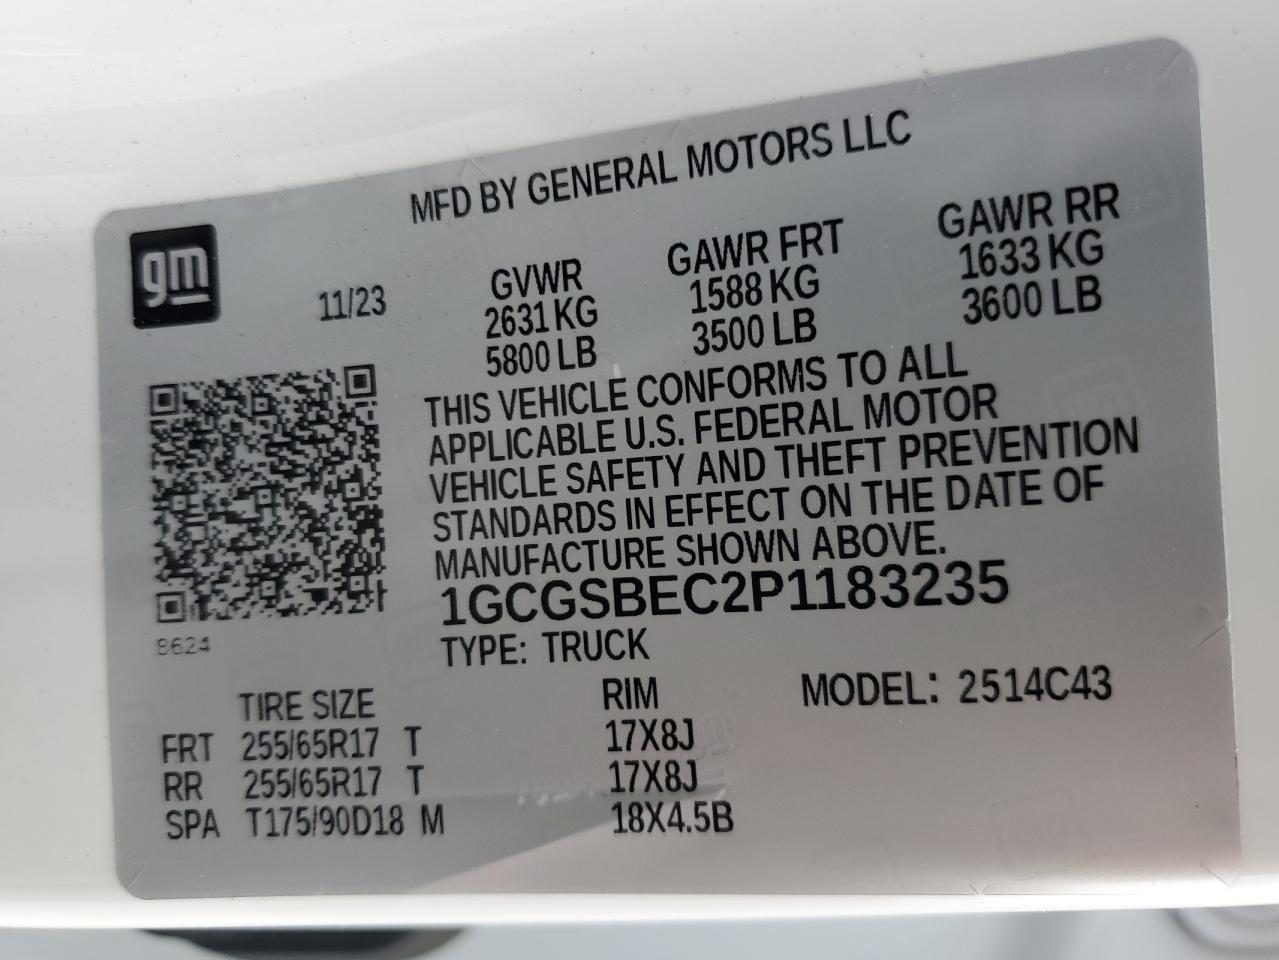 MFD BY GENERAL MOTORS LLC
gm
11/23
GVWR
2631 KG
5800 LB
GAWR FRT
1588 KG
3500 LB
GAWR RR
1633 KG
3600 LB
THIS VEHICLE CONFORMS TO ALL
APPLICABLE U.S. FEDERAL MOTOR
VEHICLE SAFETY AND THEFT PREVENTION
STANDARDS IN EFFECT ON THE DATE OF
MANUFACTURE SHOWN ABOVE.
1GCGSBEC2P1183235
8624
TYPE: TRUCK
MODEL: 2514C43
TIRE SIZE RIM
FRT 255/65R17 T 17X8J
RR 255/65R17 T 17X8J
SPA T175/90D18 M 18X4.5B